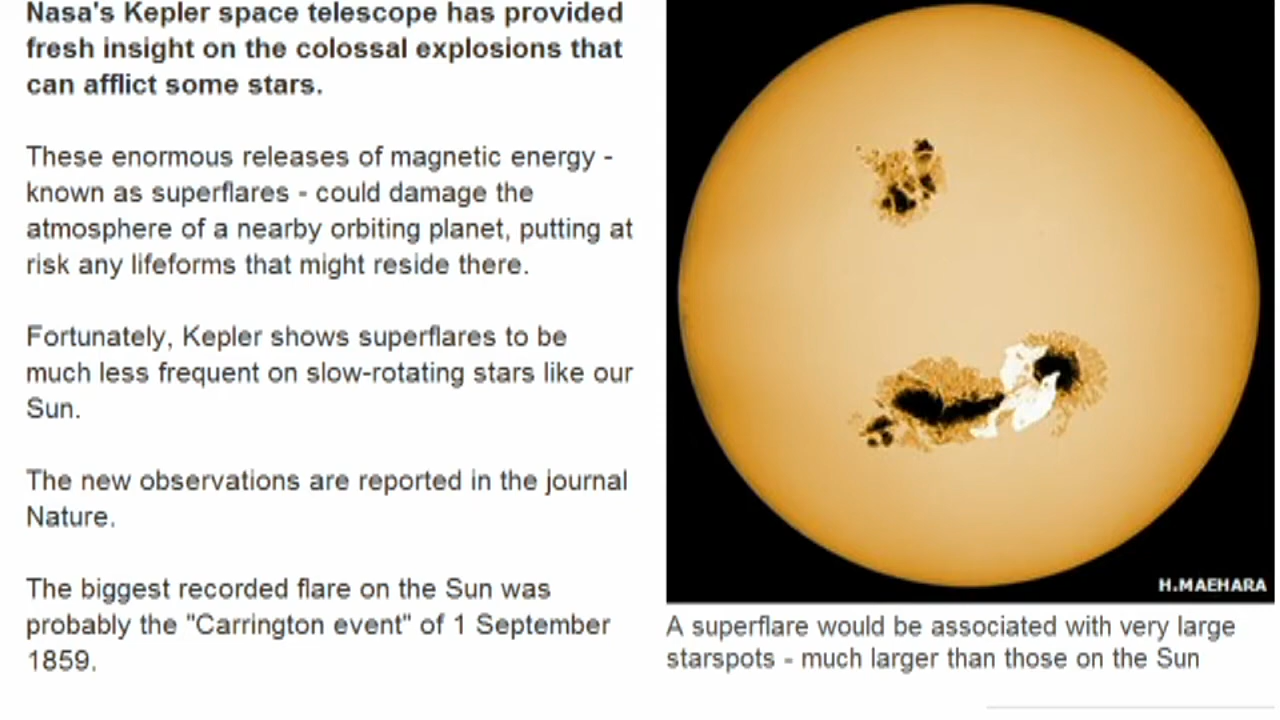 Nasa's Kepler space telescope has provided
fresh insight on the colossal explosions that
can afflict some stars.
These enormous releases of magnetic energy -
known as superflares - could damage the
atmosphere of a nearby orbiting planet, putting at
risk any lifeforms that might reside there.
Fortunately, Kepler shows superflares to be
much less frequent on slow-rotating stars like our
Sun.
The new observations are reported in the journal
Nature.
The biggest recorded flare on the Sun was
probably the "Carrington event" of 1 September
1859.
H.MAEHARA
A superflare would be associated with very large
starspots - much larger than those on the Sun